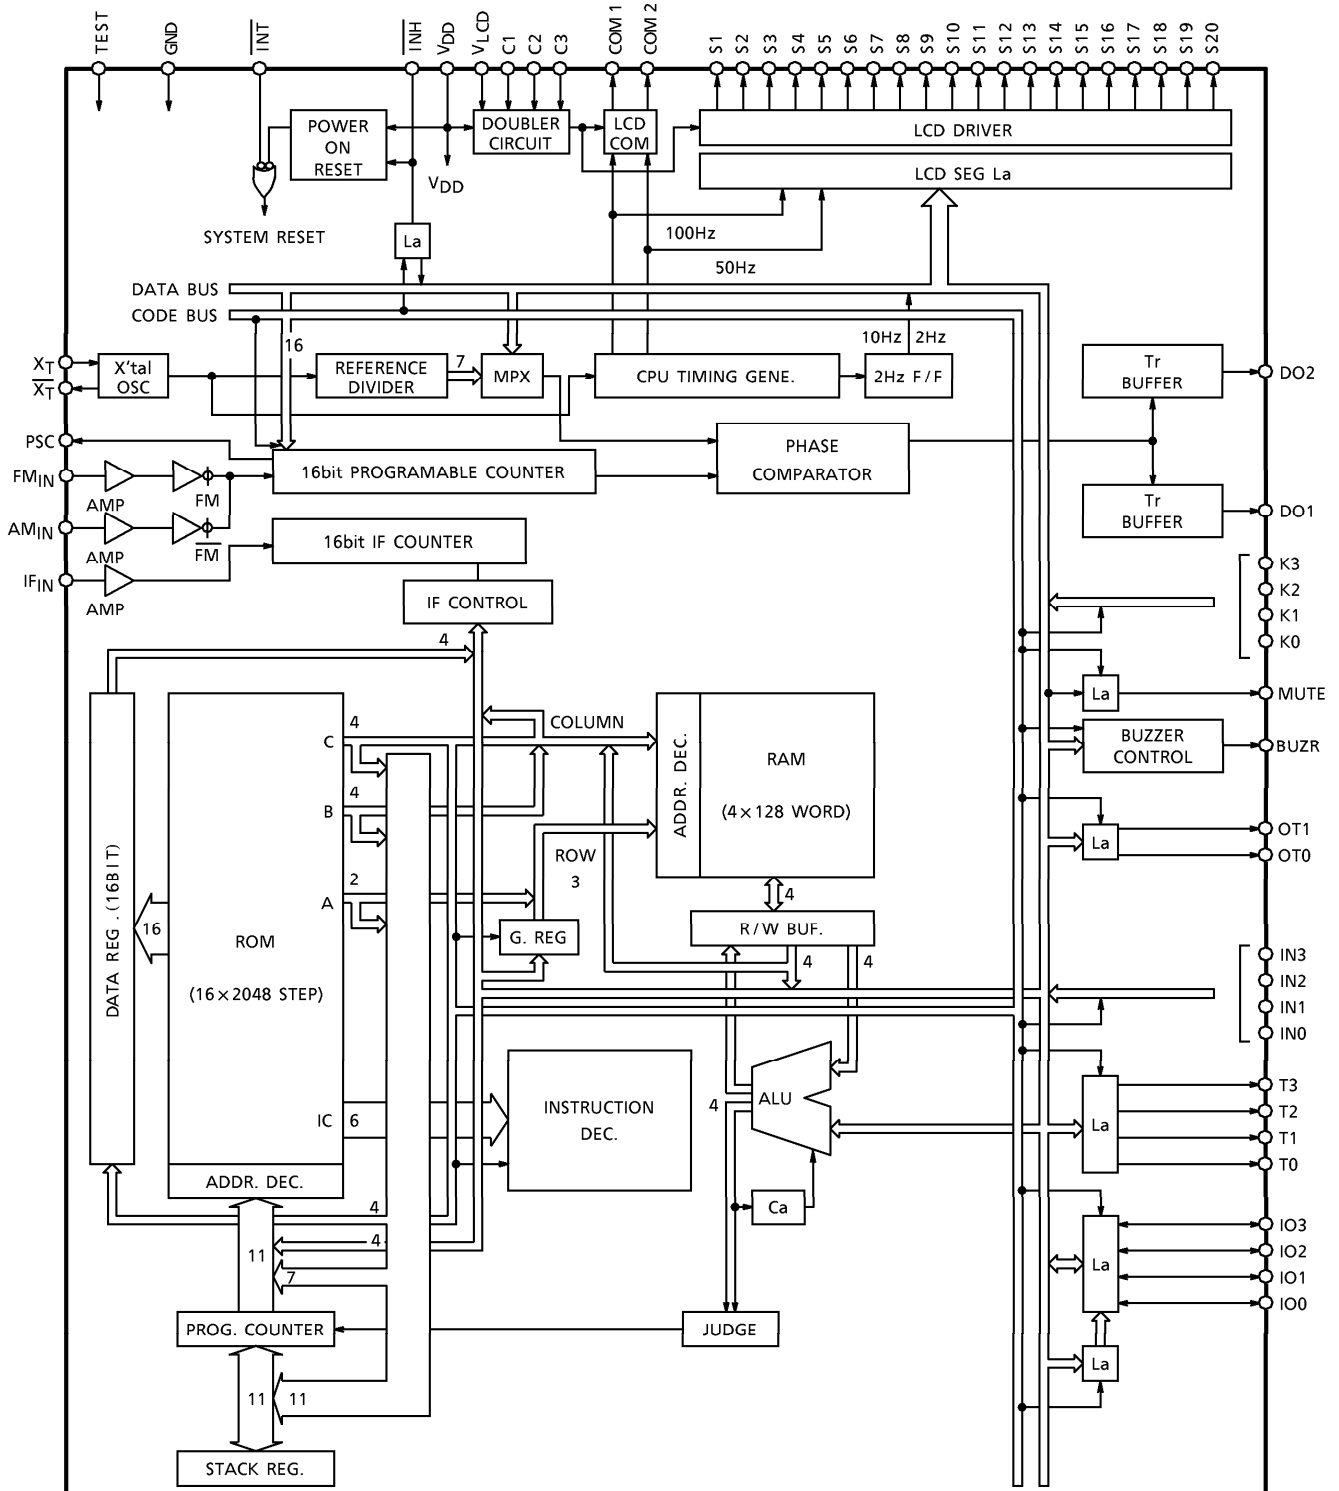 TEST
GND
INT
INH
VDD
VLCD
C1
C2
C3
COM 1
COM 2
S1
S2
S3
S4
S5
S6
S7
S8
S9
S10
S11
S12
S13
S14
S15
S16
S17
S18
S19
S20
POWER
ON
RESET
DOUBLER
CIRCUIT
LCD
COM
LCD DRIVER
LCD SEG La
VDD
SYSTEM RESET
La
100Hz
50Hz
DATA BUS
CODE BUS
16
10Hz
2Hz
XT
XT
X'tal
OSC
REFERENCE
DIVIDER
7
MPX
CPU TIMING GENE.
2Hz F/F
Tr
BUFFER
DO2
PSC
16bit PROGRAMABLE COUNTER
PHASE
COMPARATOR
FMIN
AMP
FM
Tr
BUFFER
DO1
AMIN
AMP
FM
16bit IF COUNTER
IFIN
AMP
IF CONTROL
K3
K2
K1
K0
4
DATA REG. (16BIT)
ROM
(16×2048 STEP)
C
4
B
4
A
2
IC
6
16
ADDR. DEC.
COLUMN
ADDR. DEC.
RAM
(4×128 WORD)
ROW
3
G. REG
4
R/W BUF.
4
4
La
MUTE
BUZZER
CONTROL
BUZR
La
OT1
OT0
IN3
IN2
IN1
IN0
INSTRUCTION
DEC.
ALU
4
Ca
La
T3
T2
T1
T0
4
4
11
7
La
IO3
IO2
IO1
IO0
PROG. COUNTER
JUDGE
La
11
11
STACK REG.